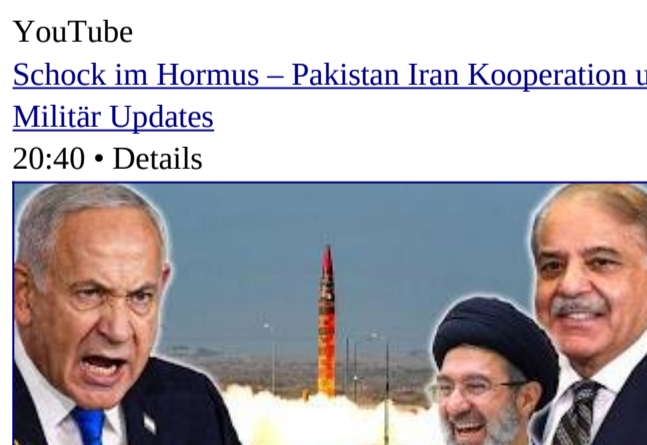 YouTube
Schock im Hormus – Pakistan Iran Kooperation u
Militär Updates
20:40 • Details